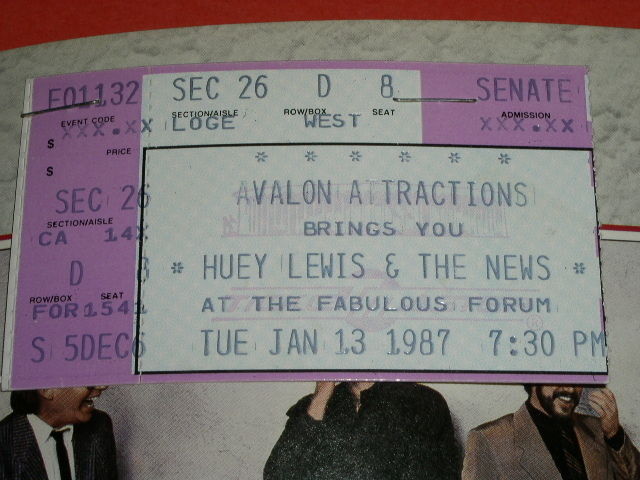 E01132
EVENT CODE
XXX.XX
$ PRICE
$
SEC 26
SECTION/AISLE
CA 14X
D 8
ROW/BOX SEAT
FOR1541
S 5DEC6
SEC 26 D 8 SENATE
SECTION/AISLE ROW/BOX SEAT ADMISSION
LOGE WEST XXX.XX
* * * * * *
AVALON ATTRACTIONS
BRINGS YOU
* HUEY LEWIS & THE NEWS *
AT THE FABULOUS FORUM
TUE JAN 13 1987 7:30 PM